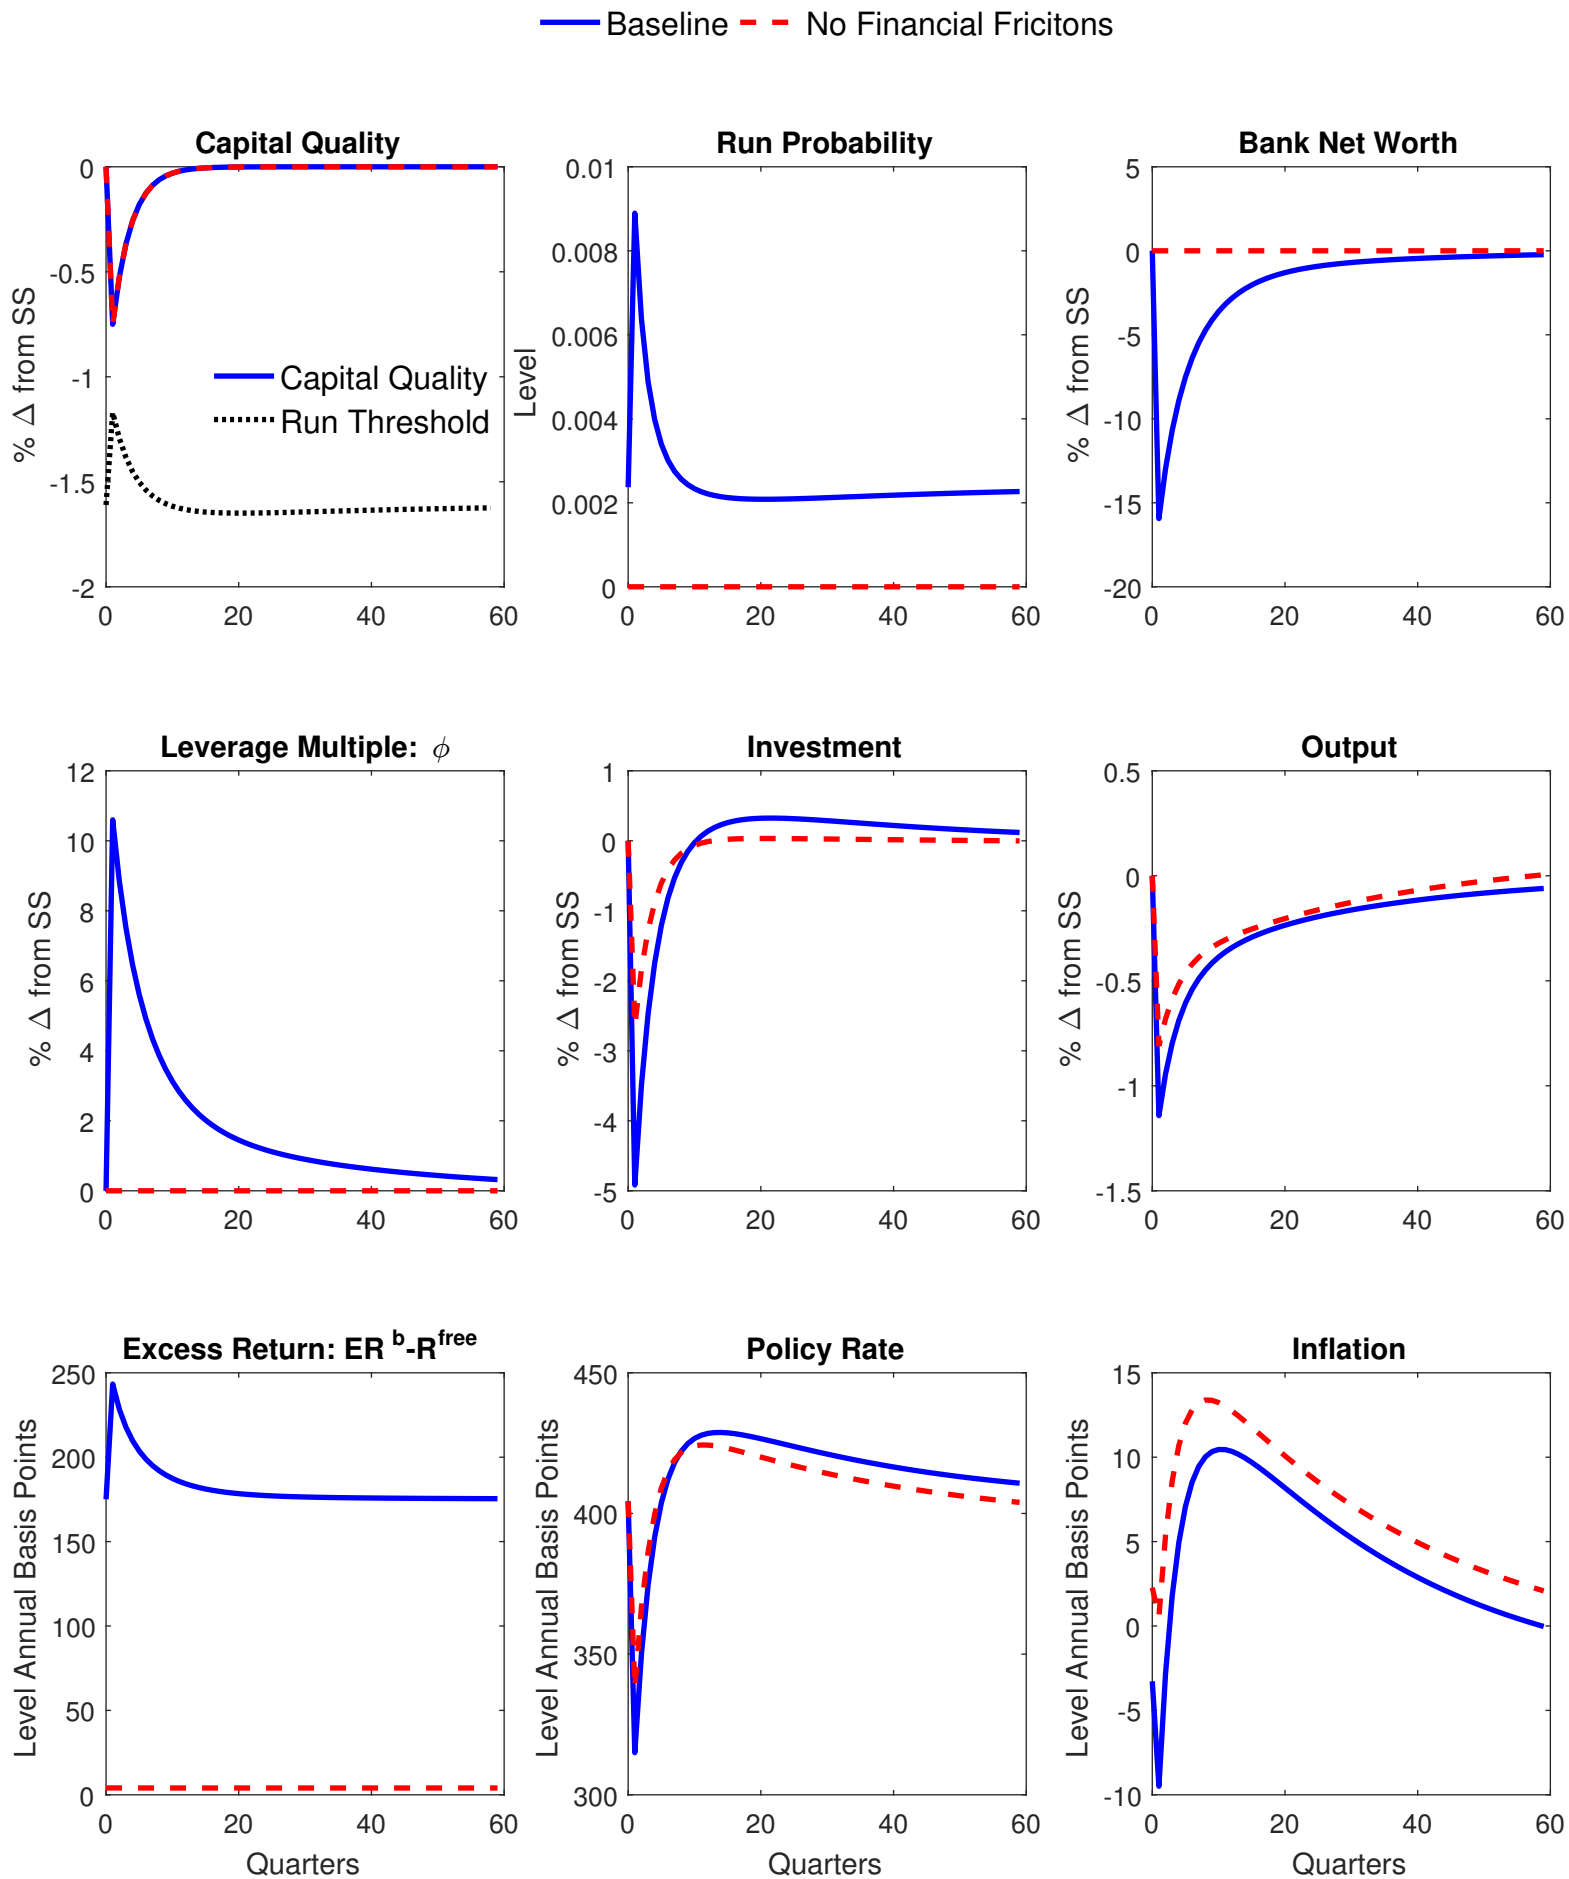 Baseline No Financial Fricitons
Capital Quality
0
-0.5
-1
-1.5
-2
% Δ from SS
Capital Quality
Run Threshold
0 20 40 60
Run Probability
0.01
0.008
0.006
0.004
0.002
0
Level
0 20 40 60
Bank Net Worth
5
0
-5
-10
-15
-20
% Δ from SS
0 20 40 60
Leverage Multiple: ϕ
12
10
8
6
4
2
0
% Δ from SS
0 20 40 60
Investment
1
0
-1
-2
-3
-4
-5
% Δ from SS
0 20 40 60
Output
0.5
0
-0.5
-1
-1.5
% Δ from SS
0 20 40 60
Excess Return: ER b-Rfree
250
200
150
100
50
0
Level Annual Basis Points
0 20 40 60
Quarters
Policy Rate
450
400
350
300
Level Annual Basis Points
0 20 40 60
Quarters
Inflation
15
10
5
0
-5
-10
Level Annual Basis Points
0 20 40 60
Quarters